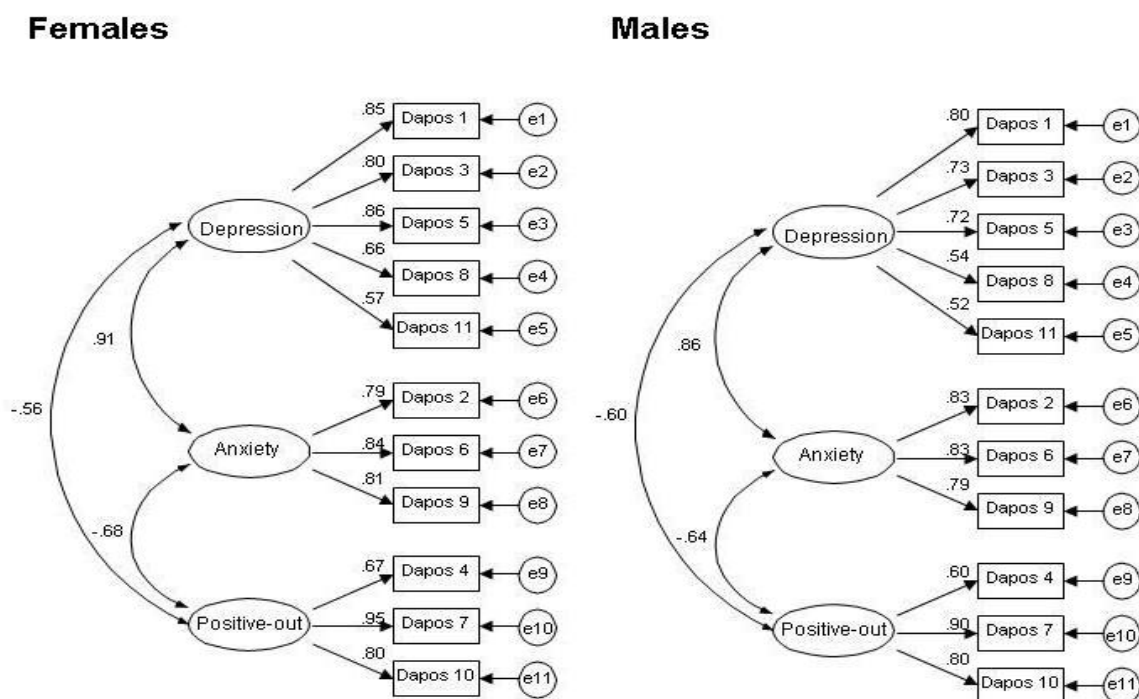 Females
.85
Dapos 1
e1
.80
Dapos 3
e2
.86
Dapos 5
e3
Depression
.66
Dapos 8
e4
.57
Dapos 11
e5
.91
-.56
.79
Dapos 2
e6
Anxiety
.84
Dapos 6
e7
.81
Dapos 9
e8
-.68
.67
Dapos 4
e9
Positive-out
.95
Dapos 7
e10
.80
Dapos 10
e11
Males
.80
Dapos 1
e1
.73
Dapos 3
e2
.72
Dapos 5
e3
Depression
.54
Dapos 8
e4
.52
Dapos 11
e5
.86
-.60
.83
Dapos 2
e6
Anxiety
.83
Dapos 6
e7
.79
Dapos 9
e8
-.64
.60
Dapos 4
e9
Positive-out
.90
Dapos 7
e10
.80
Dapos 10
e11